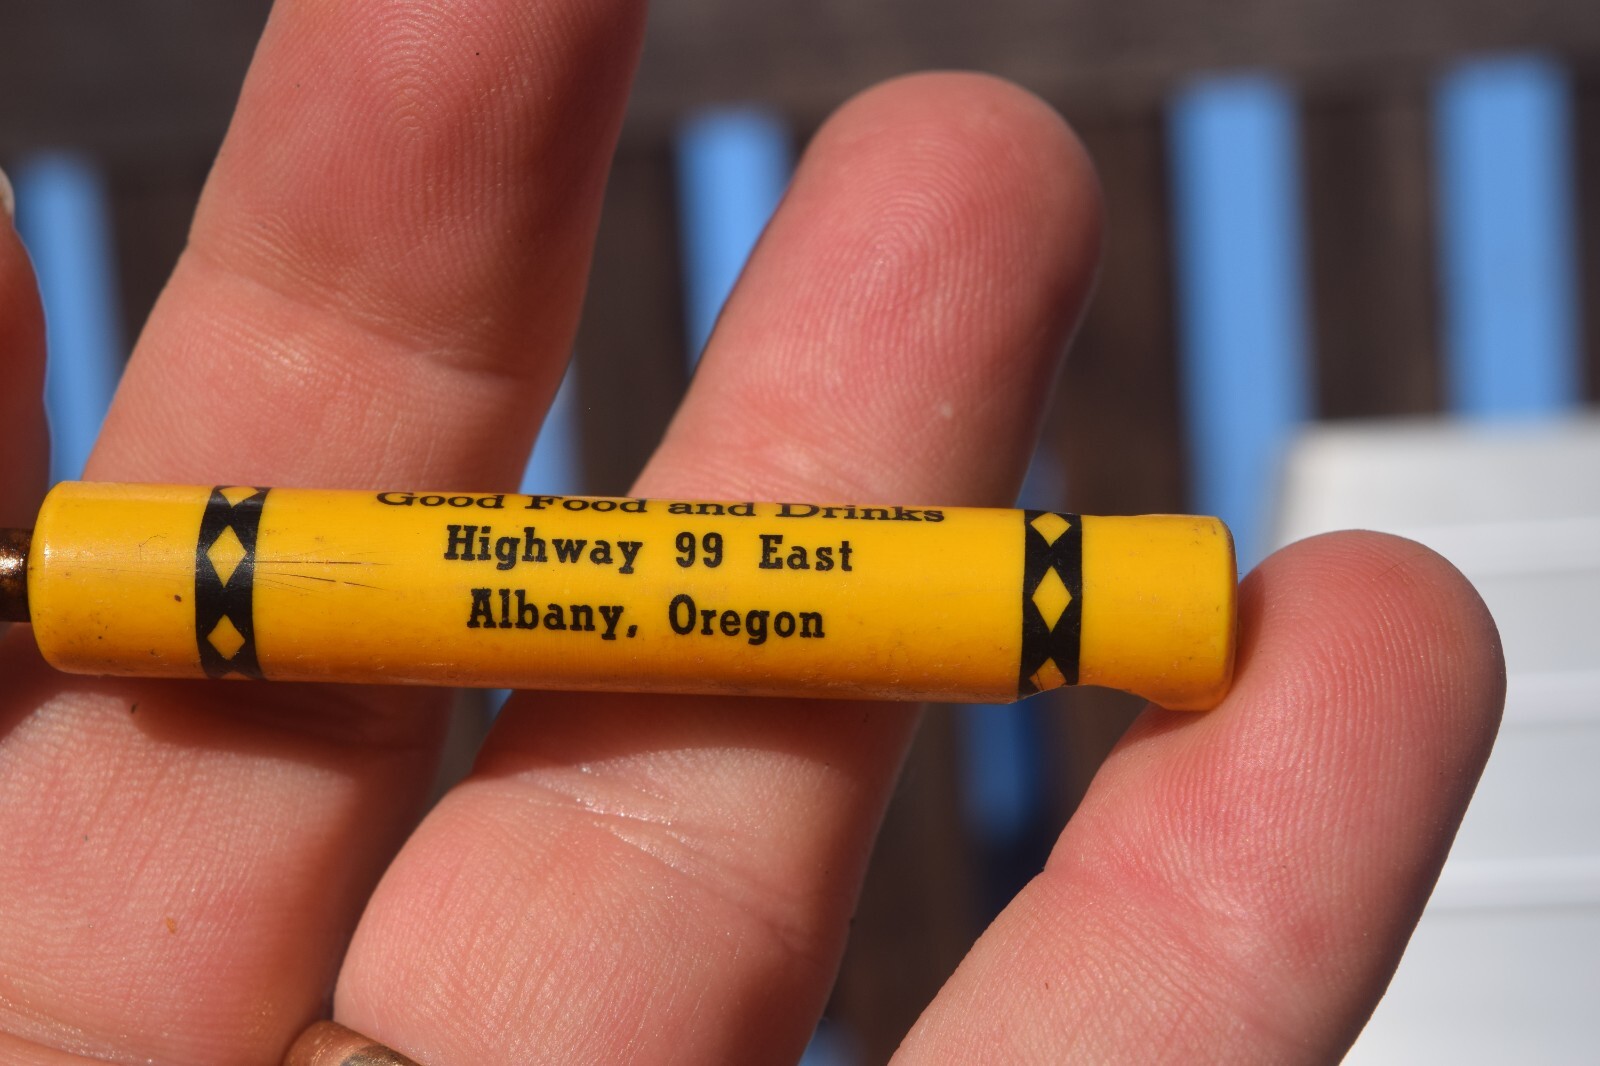 Good Food and Drinks
Highway 99 East
Albany, Oregon